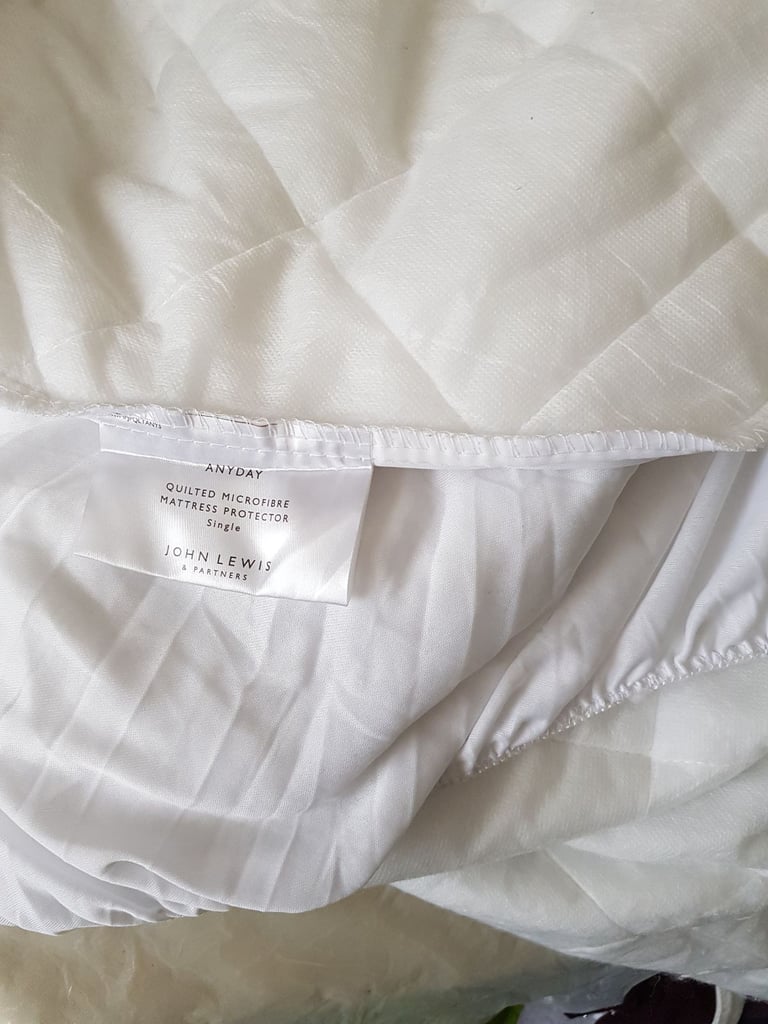 ANYDAY
QUILTED MICROFIBRE
MATTRESS PROTECTOR
Single
JOHN LEWIS
& PARTNERS